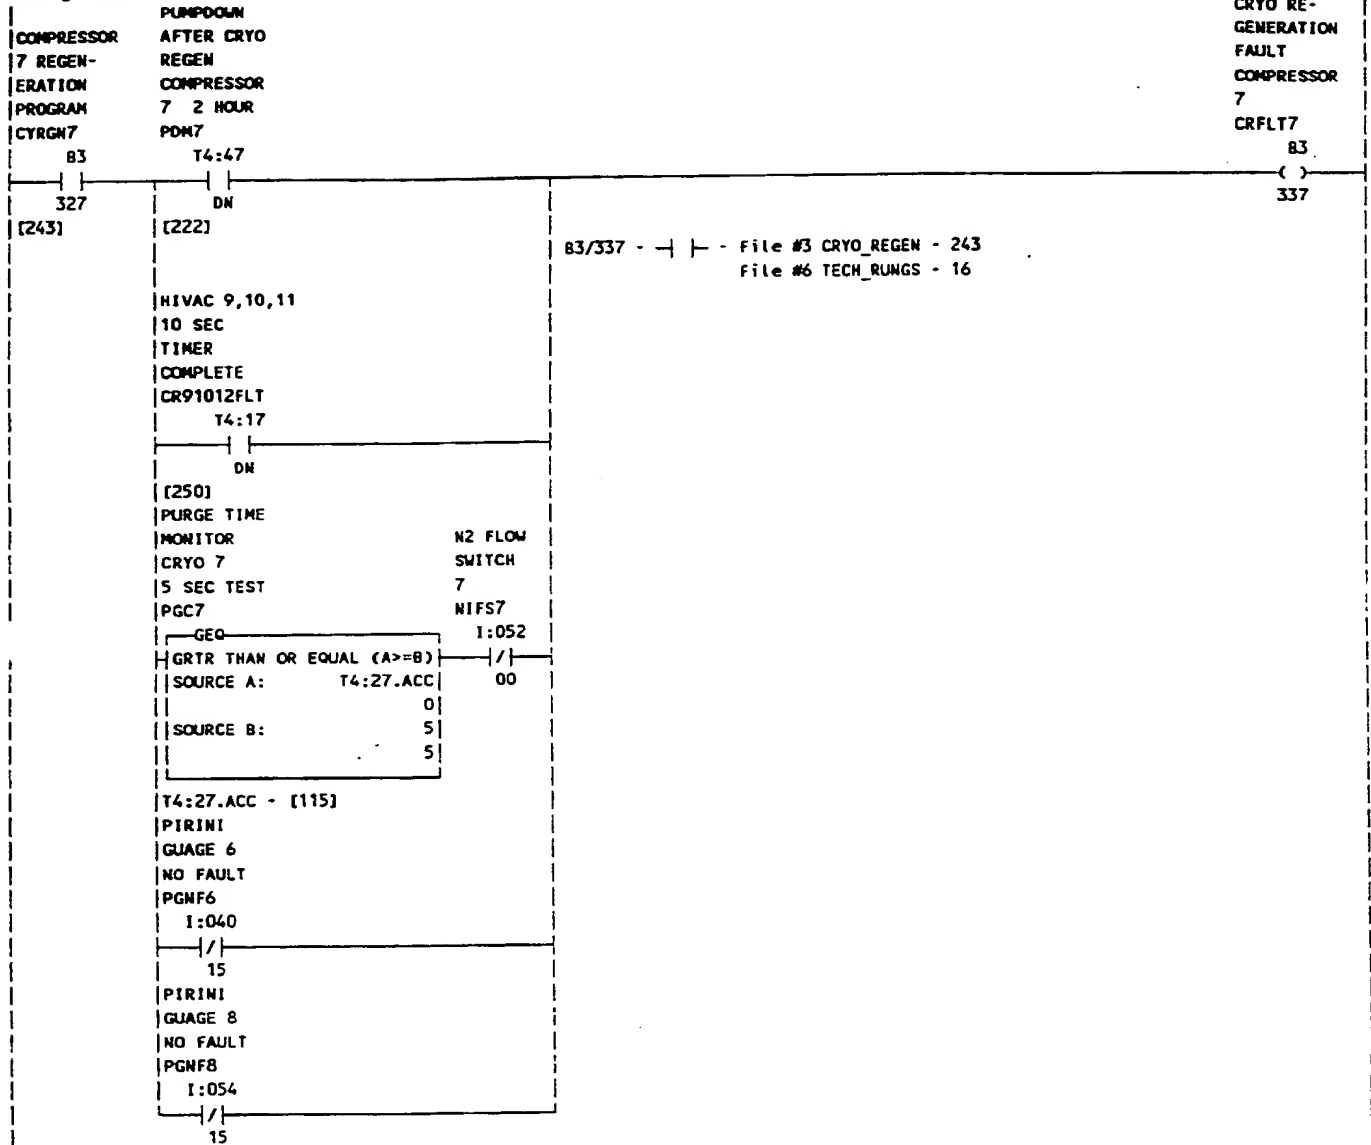 PUMPDOWN
COMPRESSOR AFTER CRYO
7 REGEN- REGEN
ERATION COMPRESSOR
PROGRAM 7 2 HOUR
CYRGN7 PDM7
B3 T4:47
327 DN
[243] [222]
CRYO RE-
GENERATION
FAULT
COMPRESSOR
7
CRFLT7
B3
( )
337
B3/337 - ┤ ├ - File #3 CRYO_REGEN - 243
File #6 TECH_RUNGS - 16
HIVAC 9,10,11
10 SEC
TIMER
COMPLETE
CR91012FLT
T4:17
DN
[250]
PURGE TIME
MONITOR
CRYO 7
5 SEC TEST
PGC7
N2 FLOW
SWITCH
7
NIFS7
I:052
/
00
GEQ
GRTR THAN OR EQUAL (A>=B)
SOURCE A: T4:27.ACC
0
SOURCE B: 5
5
T4:27.ACC - [115]
PIRINI
GUAGE 6
NO FAULT
PGNF6
I:040
/
15
PIRINI
GUAGE 8
NO FAULT
PGNF8
I:054
/
15